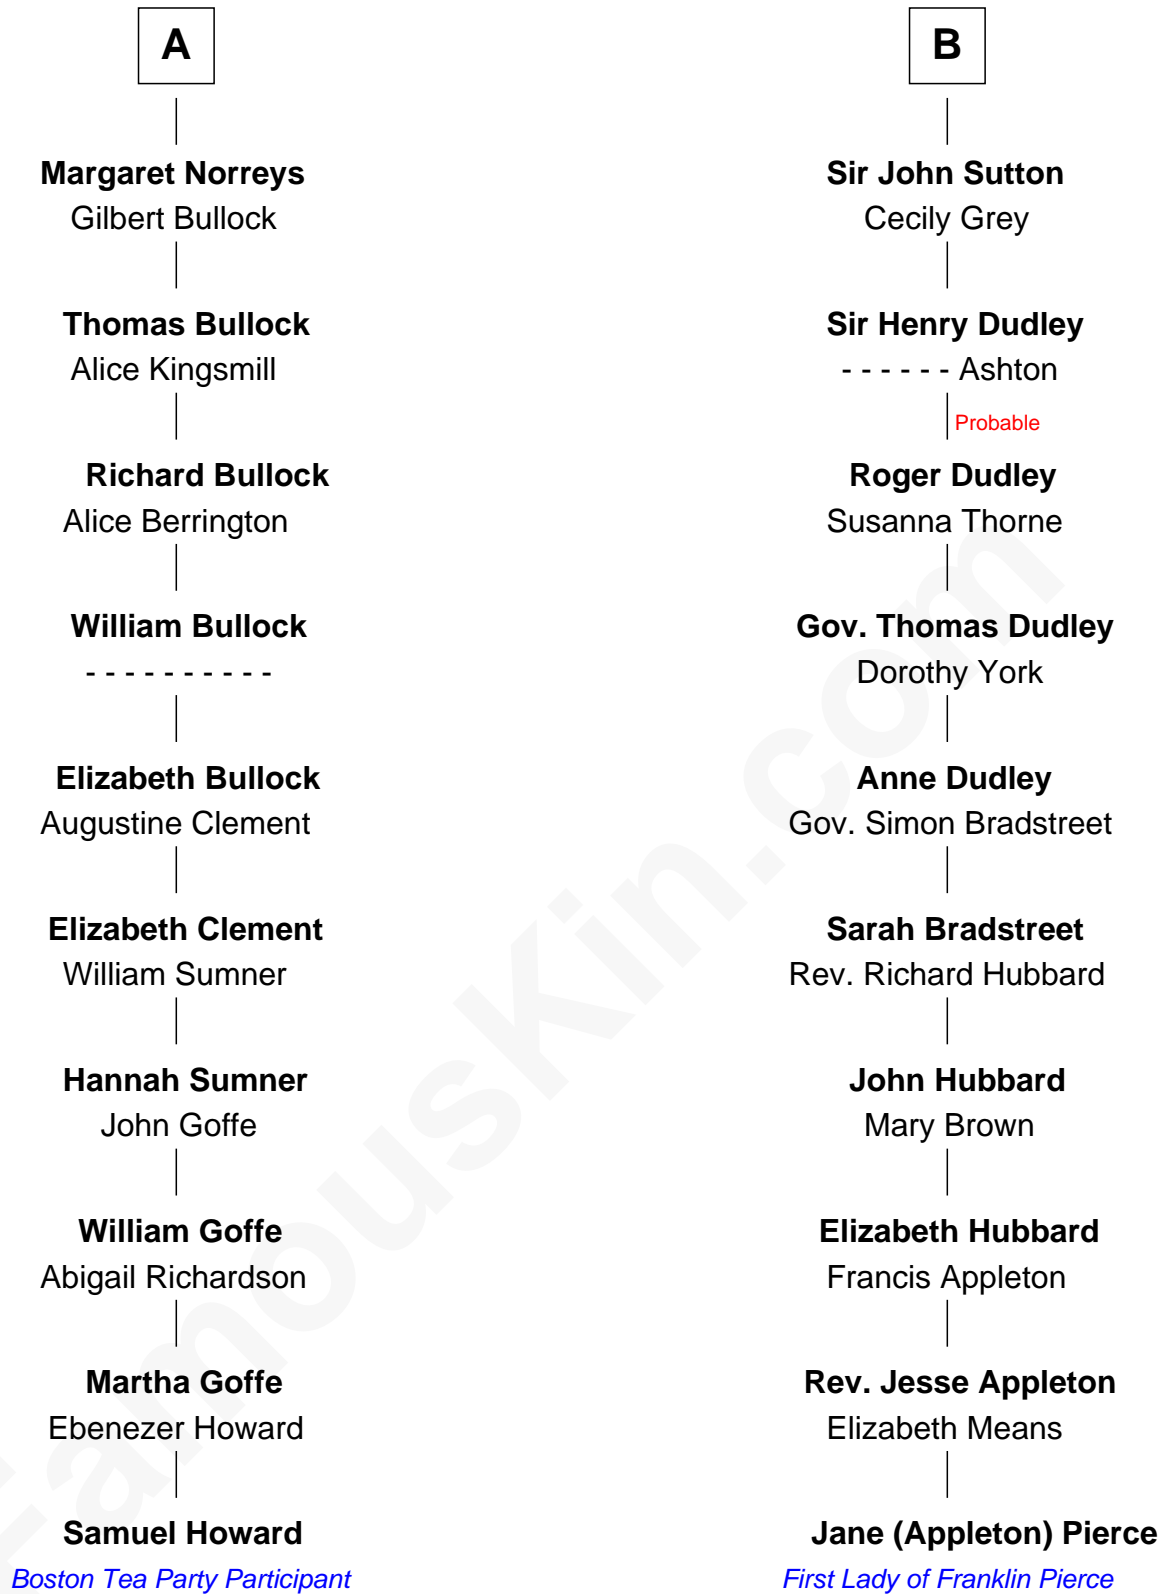 A
Margaret Norreys
Gilbert Bullock
Thomas Bullock
Alice Kingsmill
Richard Bullock
Alice Berrington
William Bullock
- - - - - - - - - -
Elizabeth Bullock
Augustine Clement
Elizabeth Clement
William Sumner
Hannah Sumner
John Goffe
William Goffe
Abigail Richardson
Martha Goffe
Ebenezer Howard
Samuel Howard
Boston Tea Party Participant
B
Sir John Sutton
Cecily Grey
Sir Henry Dudley
- - - - - - Ashton
Probable
Roger Dudley
Susanna Thorne
Gov. Thomas Dudley
Dorothy York
Anne Dudley
Gov. Simon Bradstreet
Sarah Bradstreet
Rev. Richard Hubbard
John Hubbard
Mary Brown
Elizabeth Hubbard
Francis Appleton
Rev. Jesse Appleton
Elizabeth Means
Jane (Appleton) Pierce
First Lady of Franklin Pierce
FamousKin.com